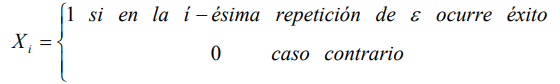 1 si en la í - ésima repetición de ε ocurre éxito
X_i =
0 caso contrario